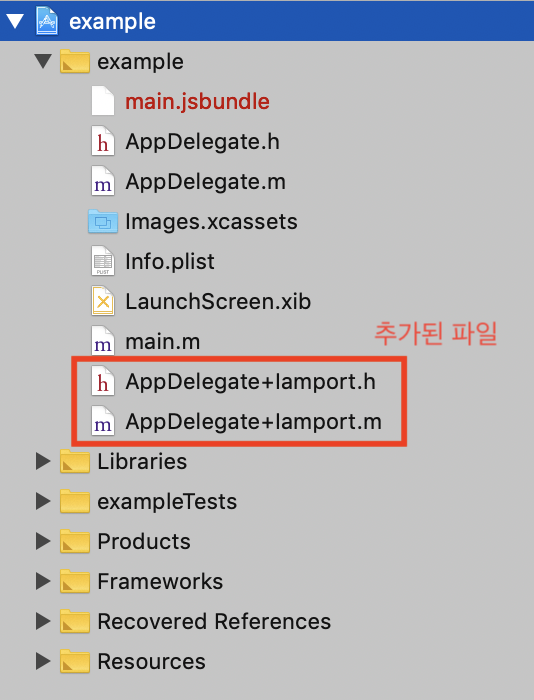 example
example
main.jsbundle
h AppDelegate.h
m AppDelegate.m
Images.xcassets
PLIST Info.plist
LaunchScreen.xib
m main.m
추가된 파일
h AppDelegate+Iamport.h
m AppDelegate+Iamport.m
Libraries
exampleTests
Products
Frameworks
Recovered References
Resources